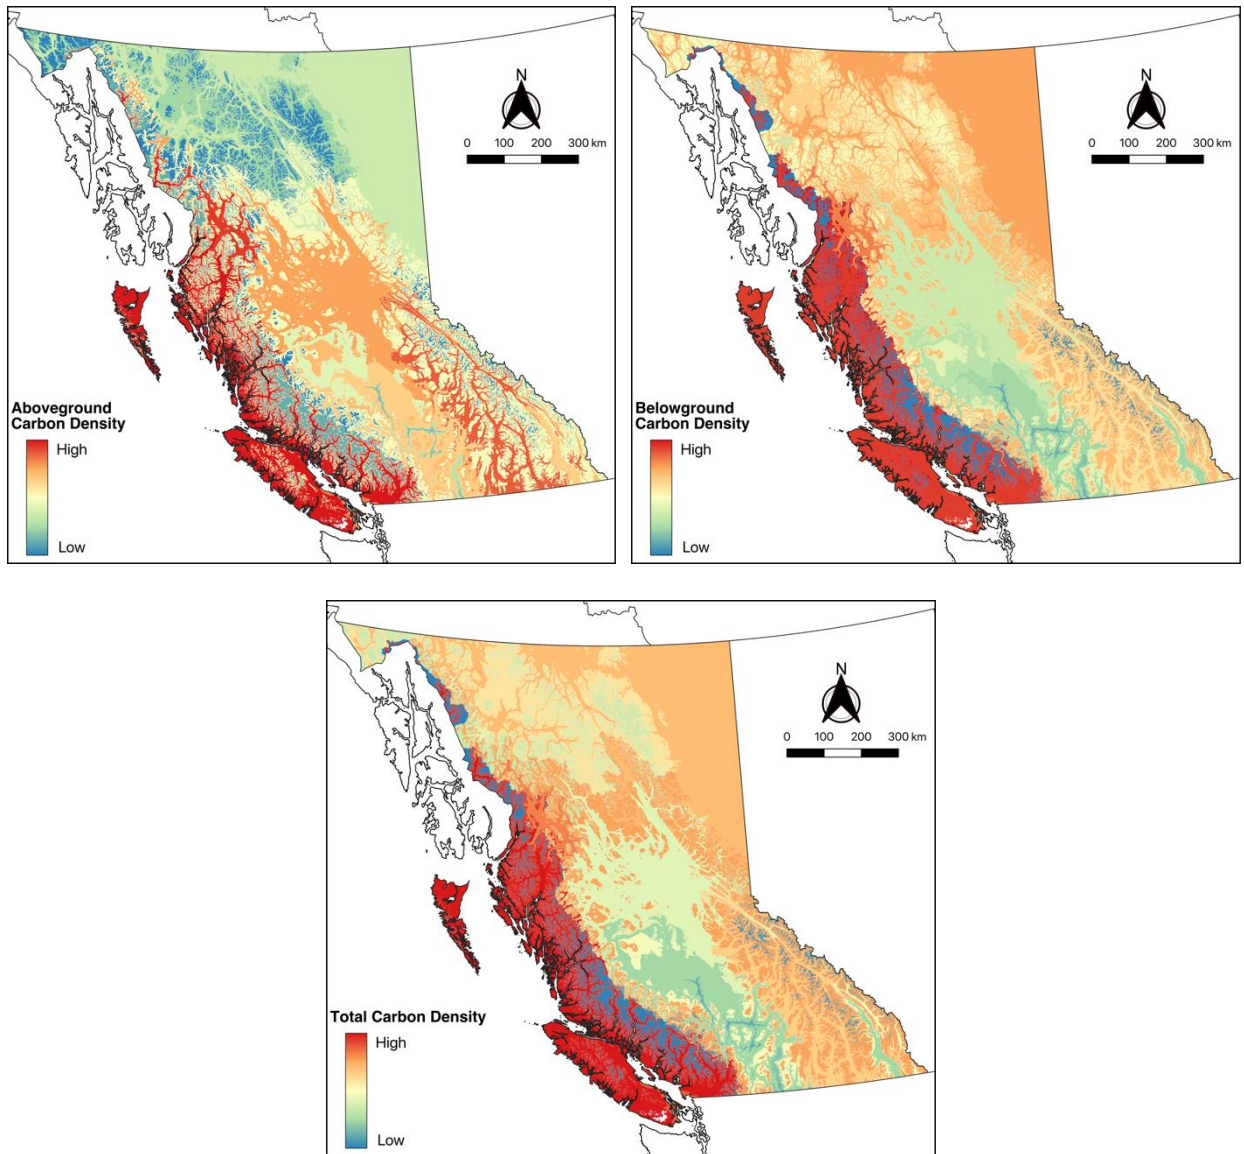 N
0 100 200 300 km
Aboveground
Carbon Density
High
Low
N
0 100 200 300 km
Belowground
Carbon Density
High
Low
N
0 100 200 300 km
Total Carbon Density
High
Low